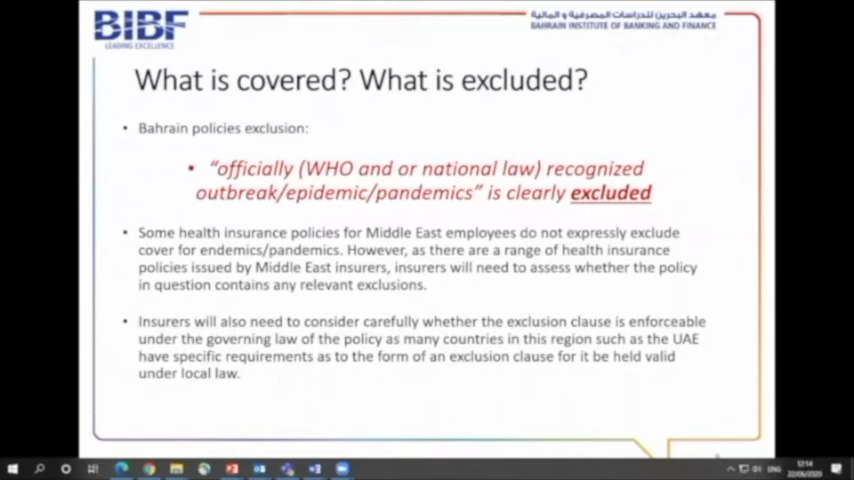 BIBF
LEADING EXCELLENCE
معهد البحرين للدراسات المصرفية و المالية
BAHRAIN INSTITUTE OF BANKING AND FINANCE
What is covered? What is excluded?
• Bahrain policies exclusion:
• “officially (WHO and or national law) recognized
outbreak/epidemic/pandemics” is clearly excluded
• Some health insurance policies for Middle East employees do not expressly exclude
cover for endemics/pandemics. However, as there are a range of health insurance
policies issued by Middle East insurers, insurers will need to assess whether the policy
in question contains any relevant exclusions.
• Insurers will also need to consider carefully whether the exclusion clause is enforceable
under the governing law of the policy as many countries in this region such as the UAE
have specific requirements as to the form of an exclusion clause for it be held valid
under local law.
ENG
12:14
22/06/2020